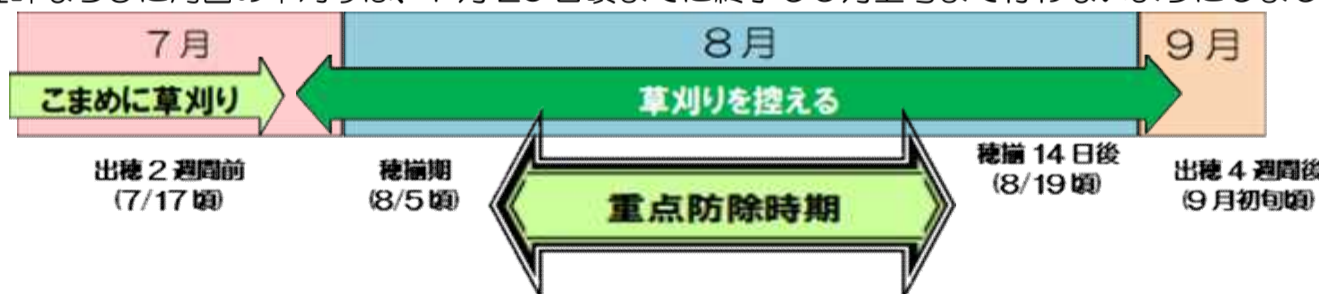 7月
8月
9月
こまめに草刈り
草刈りを控える
出穂2週間前
(7/17頃)
穂揃期
(8/5頃)
重点防除時期
穂揃14日後
(8/19頃)
出穂4週間後
(9月初旬頃)